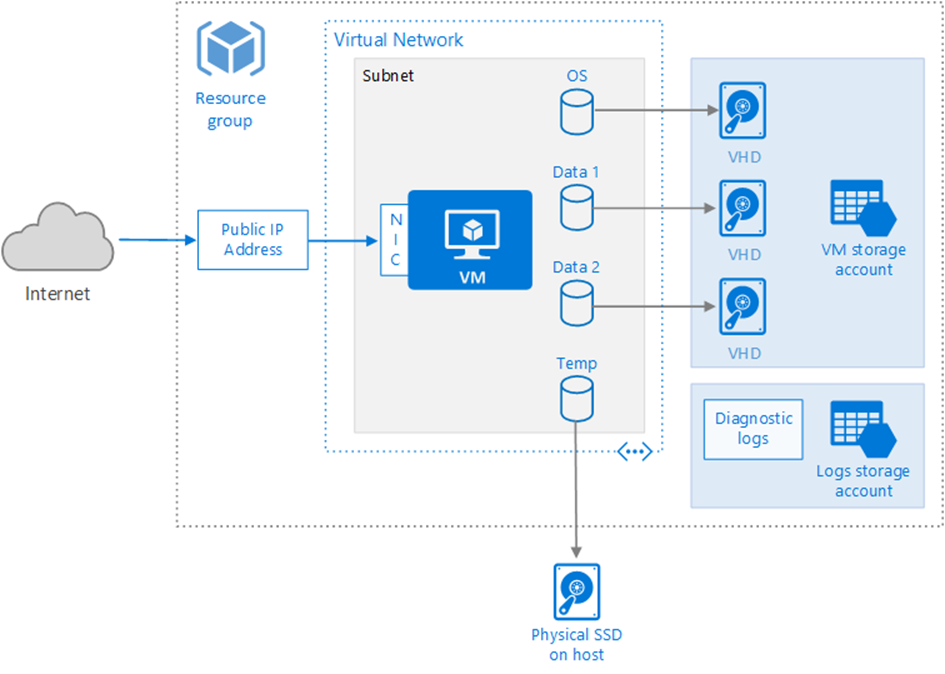 Resource
group
Virtual Network
Subnet
Internet
Public IP
Address
N
I
C
VM
OS
Data 1
Data 2
Temp
VHD
VHD
VHD
VM storage
account
Diagnostic
logs
Logs storage
account
Physical SSD
on host